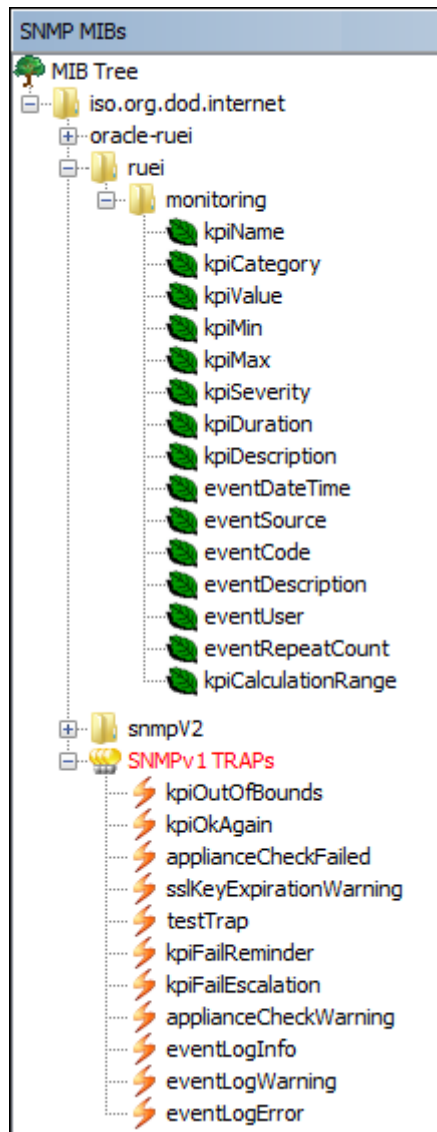 SNMP MIBs
MIB Tree
iso.org.dod.internet
oracle-ruei
ruei
monitoring
kpiName
kpiCategory
kpiValue
kpiMin
kpiMax
kpiSeverity
kpiDuration
kpiDescription
eventDateTime
eventSource
eventCode
eventDescription
eventUser
eventRepeatCount
kpiCalculationRange
snmpV2
SNMPv1 TRAPs
kpiOutOfBounds
kpiOkAgain
applianceCheckFailed
sslKeyExpirationWarning
testTrap
kpiFailReminder
kpiFailEscalation
applianceCheckWarning
eventLogInfo
eventLogWarning
eventLogError